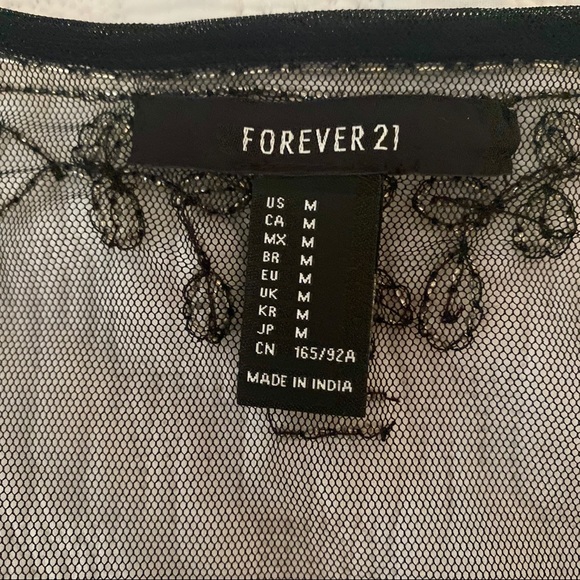 FOREVER 21
US M
CA M
MX M
BR M
EU M
UK M
KR M
JP M
CN 165/92A
MADE IN INDIA